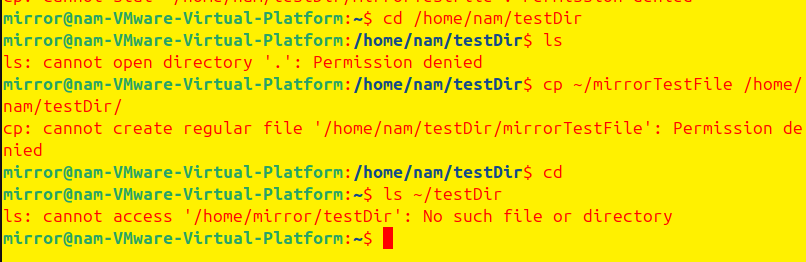 cp: cannot stat '/home/nam/testDir/mirrorTestFile': Permission denied
mirror@nam-VMware-Virtual-Platform:~$ cd /home/nam/testDir
mirror@nam-VMware-Virtual-Platform:/home/nam/testDir$ ls
ls: cannot open directory '.': Permission denied
mirror@nam-VMware-Virtual-Platform:/home/nam/testDir$ cp ~/mirrorTestFile /home/
nam/testDir/
cp: cannot create regular file '/home/nam/testDir/mirrorTestFile': Permission de
nied
mirror@nam-VMware-Virtual-Platform:/home/nam/testDir$ cd
mirror@nam-VMware-Virtual-Platform:~$ ls ~/testDir
ls: cannot access '/home/mirror/testDir': No such file or directory
mirror@nam-VMware-Virtual-Platform:~$